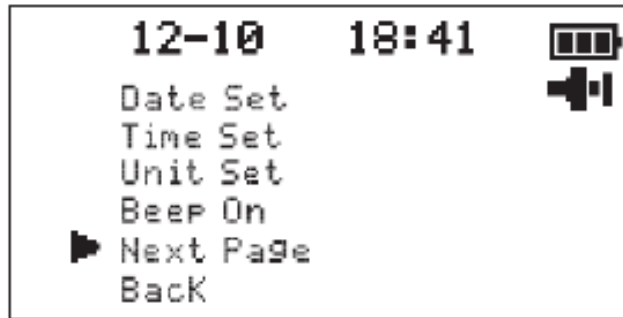 12-10 18:41
Date Set
Time Set
Unit Set
Beep On
Next Page
Back